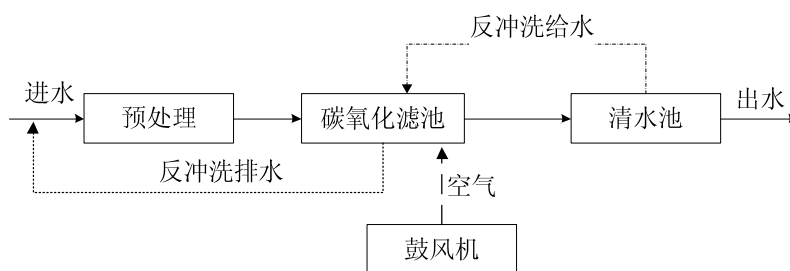 反冲洗给水
进水
预处理
碳氧化滤池
清水池
出水
反冲洗排水
空气
鼓风机